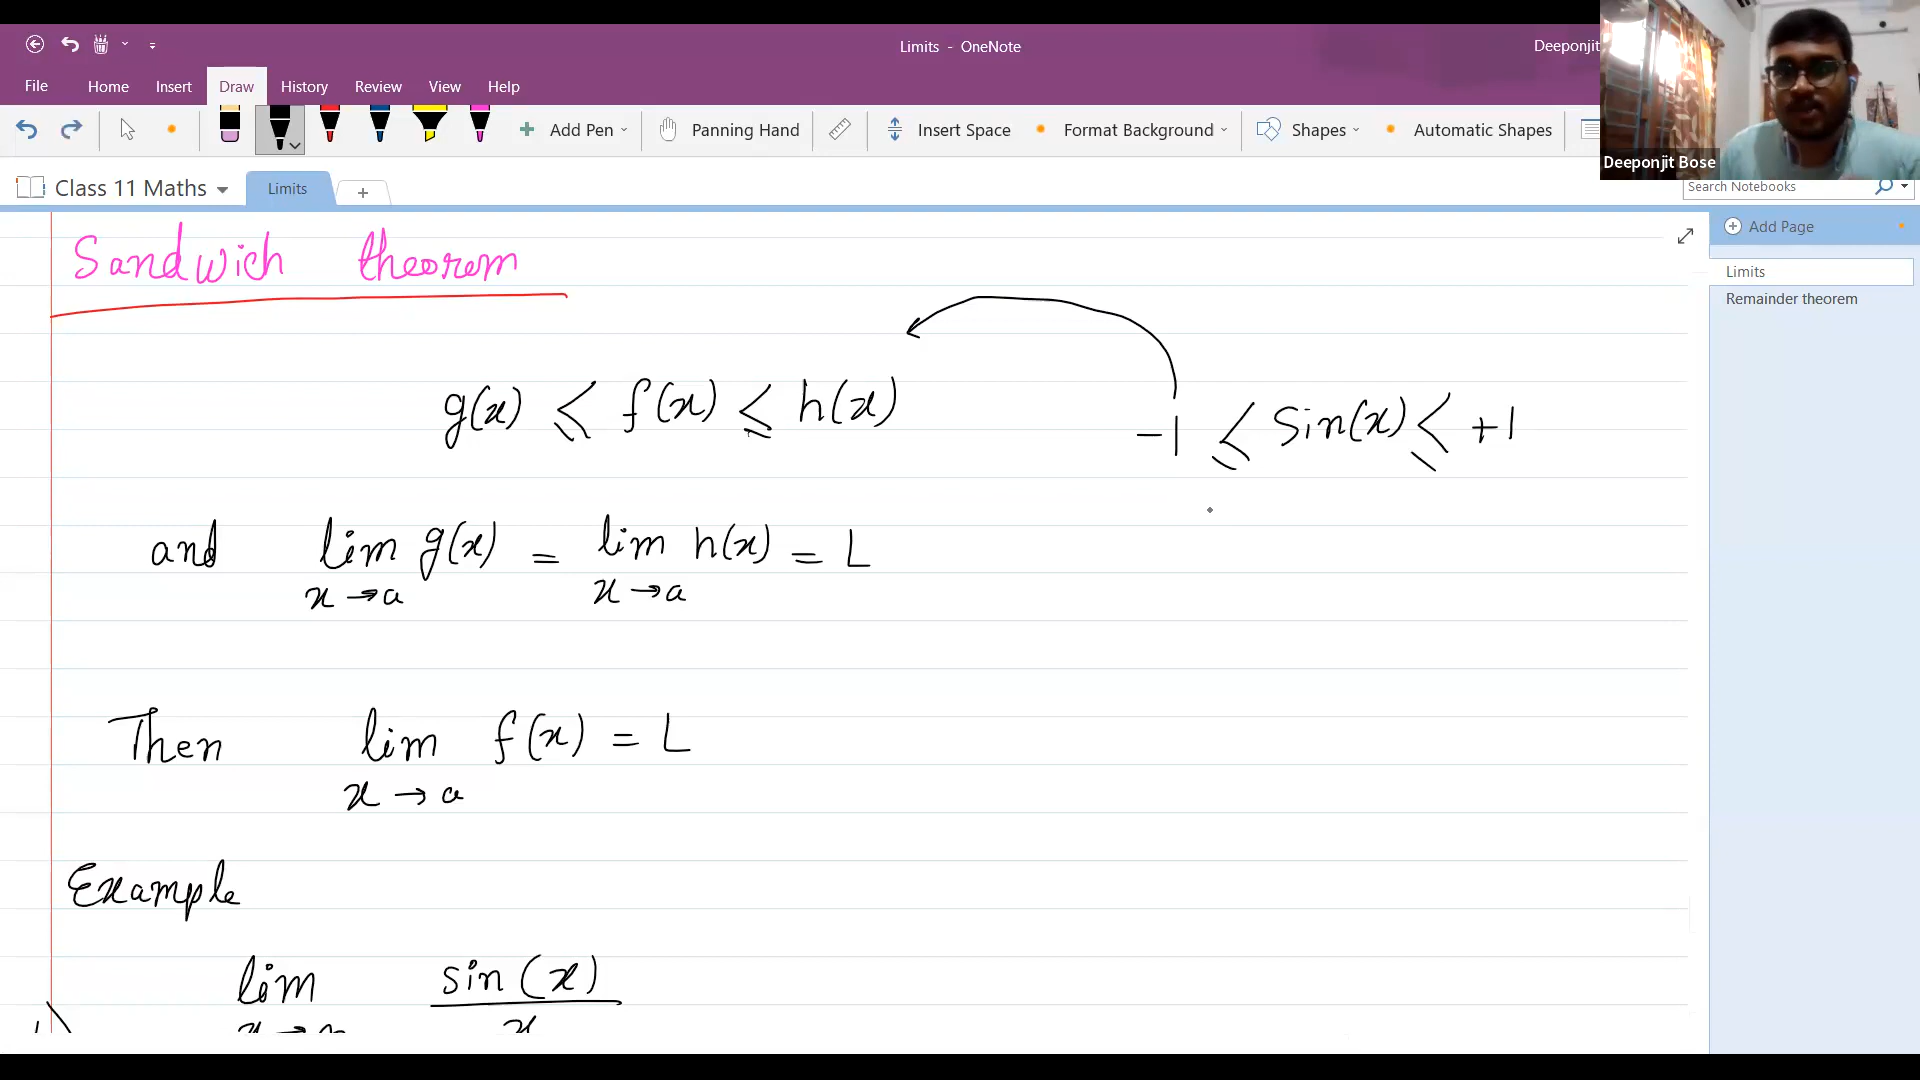 Limits - OneNote
Deeponjit
File Home Insert Draw History Review View Help
Add Pen Panning Hand Insert Space Format Background Shapes Automatic Shapes
Deeponjit Bose
Class 11 Maths Limits
Search Notebooks
Add Page
Limits
Remainder theorem
Sandwich theorem
g(x) ≤ f(x) ≤ h(x)
-1 ≤ Sin(x) ≤ +1
and lim g(x) = lim h(x) = L
x → a x → a
Then lim f(x) = L
x → a
Example
lim sin(x)
x